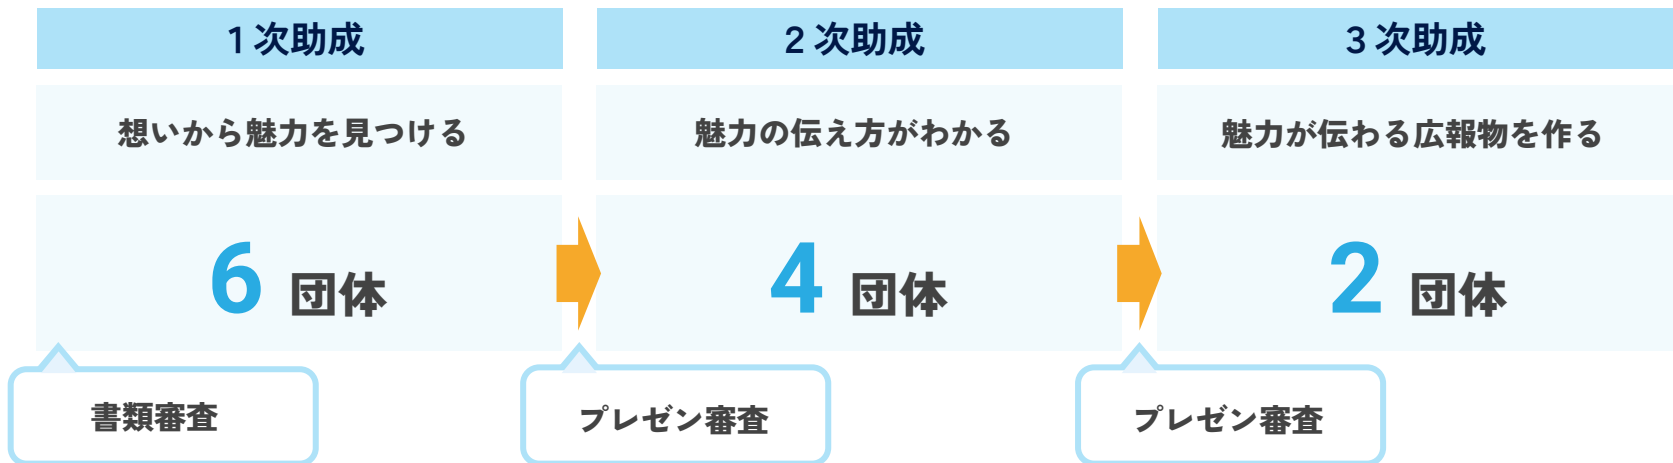 1次助成
2次助成
3次助成
想いから魅力を見つける
魅力の伝え方がわかる
魅力が伝わる広報物を作る
6 団体
4 団体
2 団体
書類審査
プレゼン審査
プレゼン審査